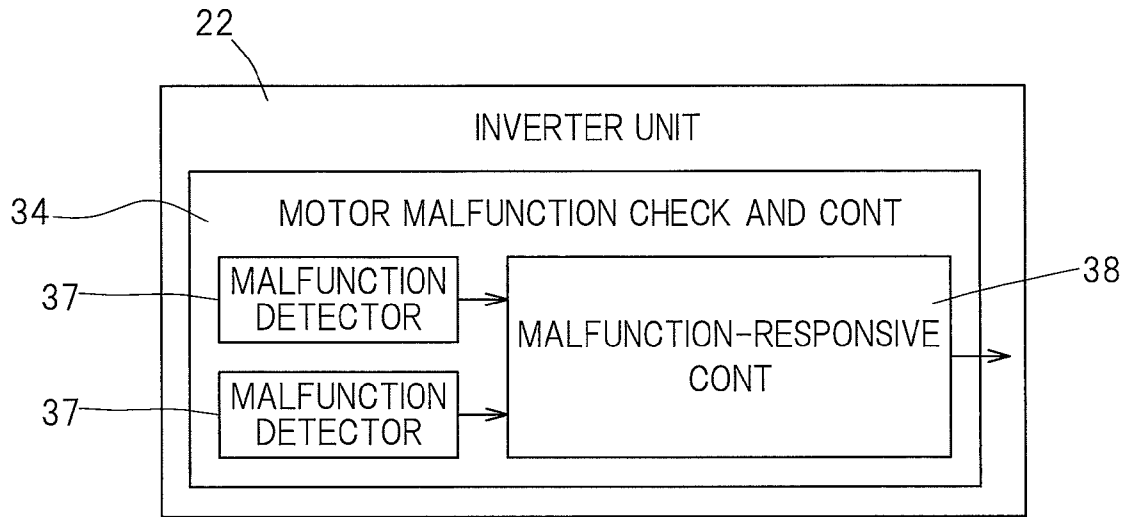 22
INVERTER UNIT
34
MOTOR MALFUNCTION CHECK AND CONT
37
MALFUNCTION
DETECTOR
38
MALFUNCTION-RESPONSIVE
CONT
37
MALFUNCTION
DETECTOR